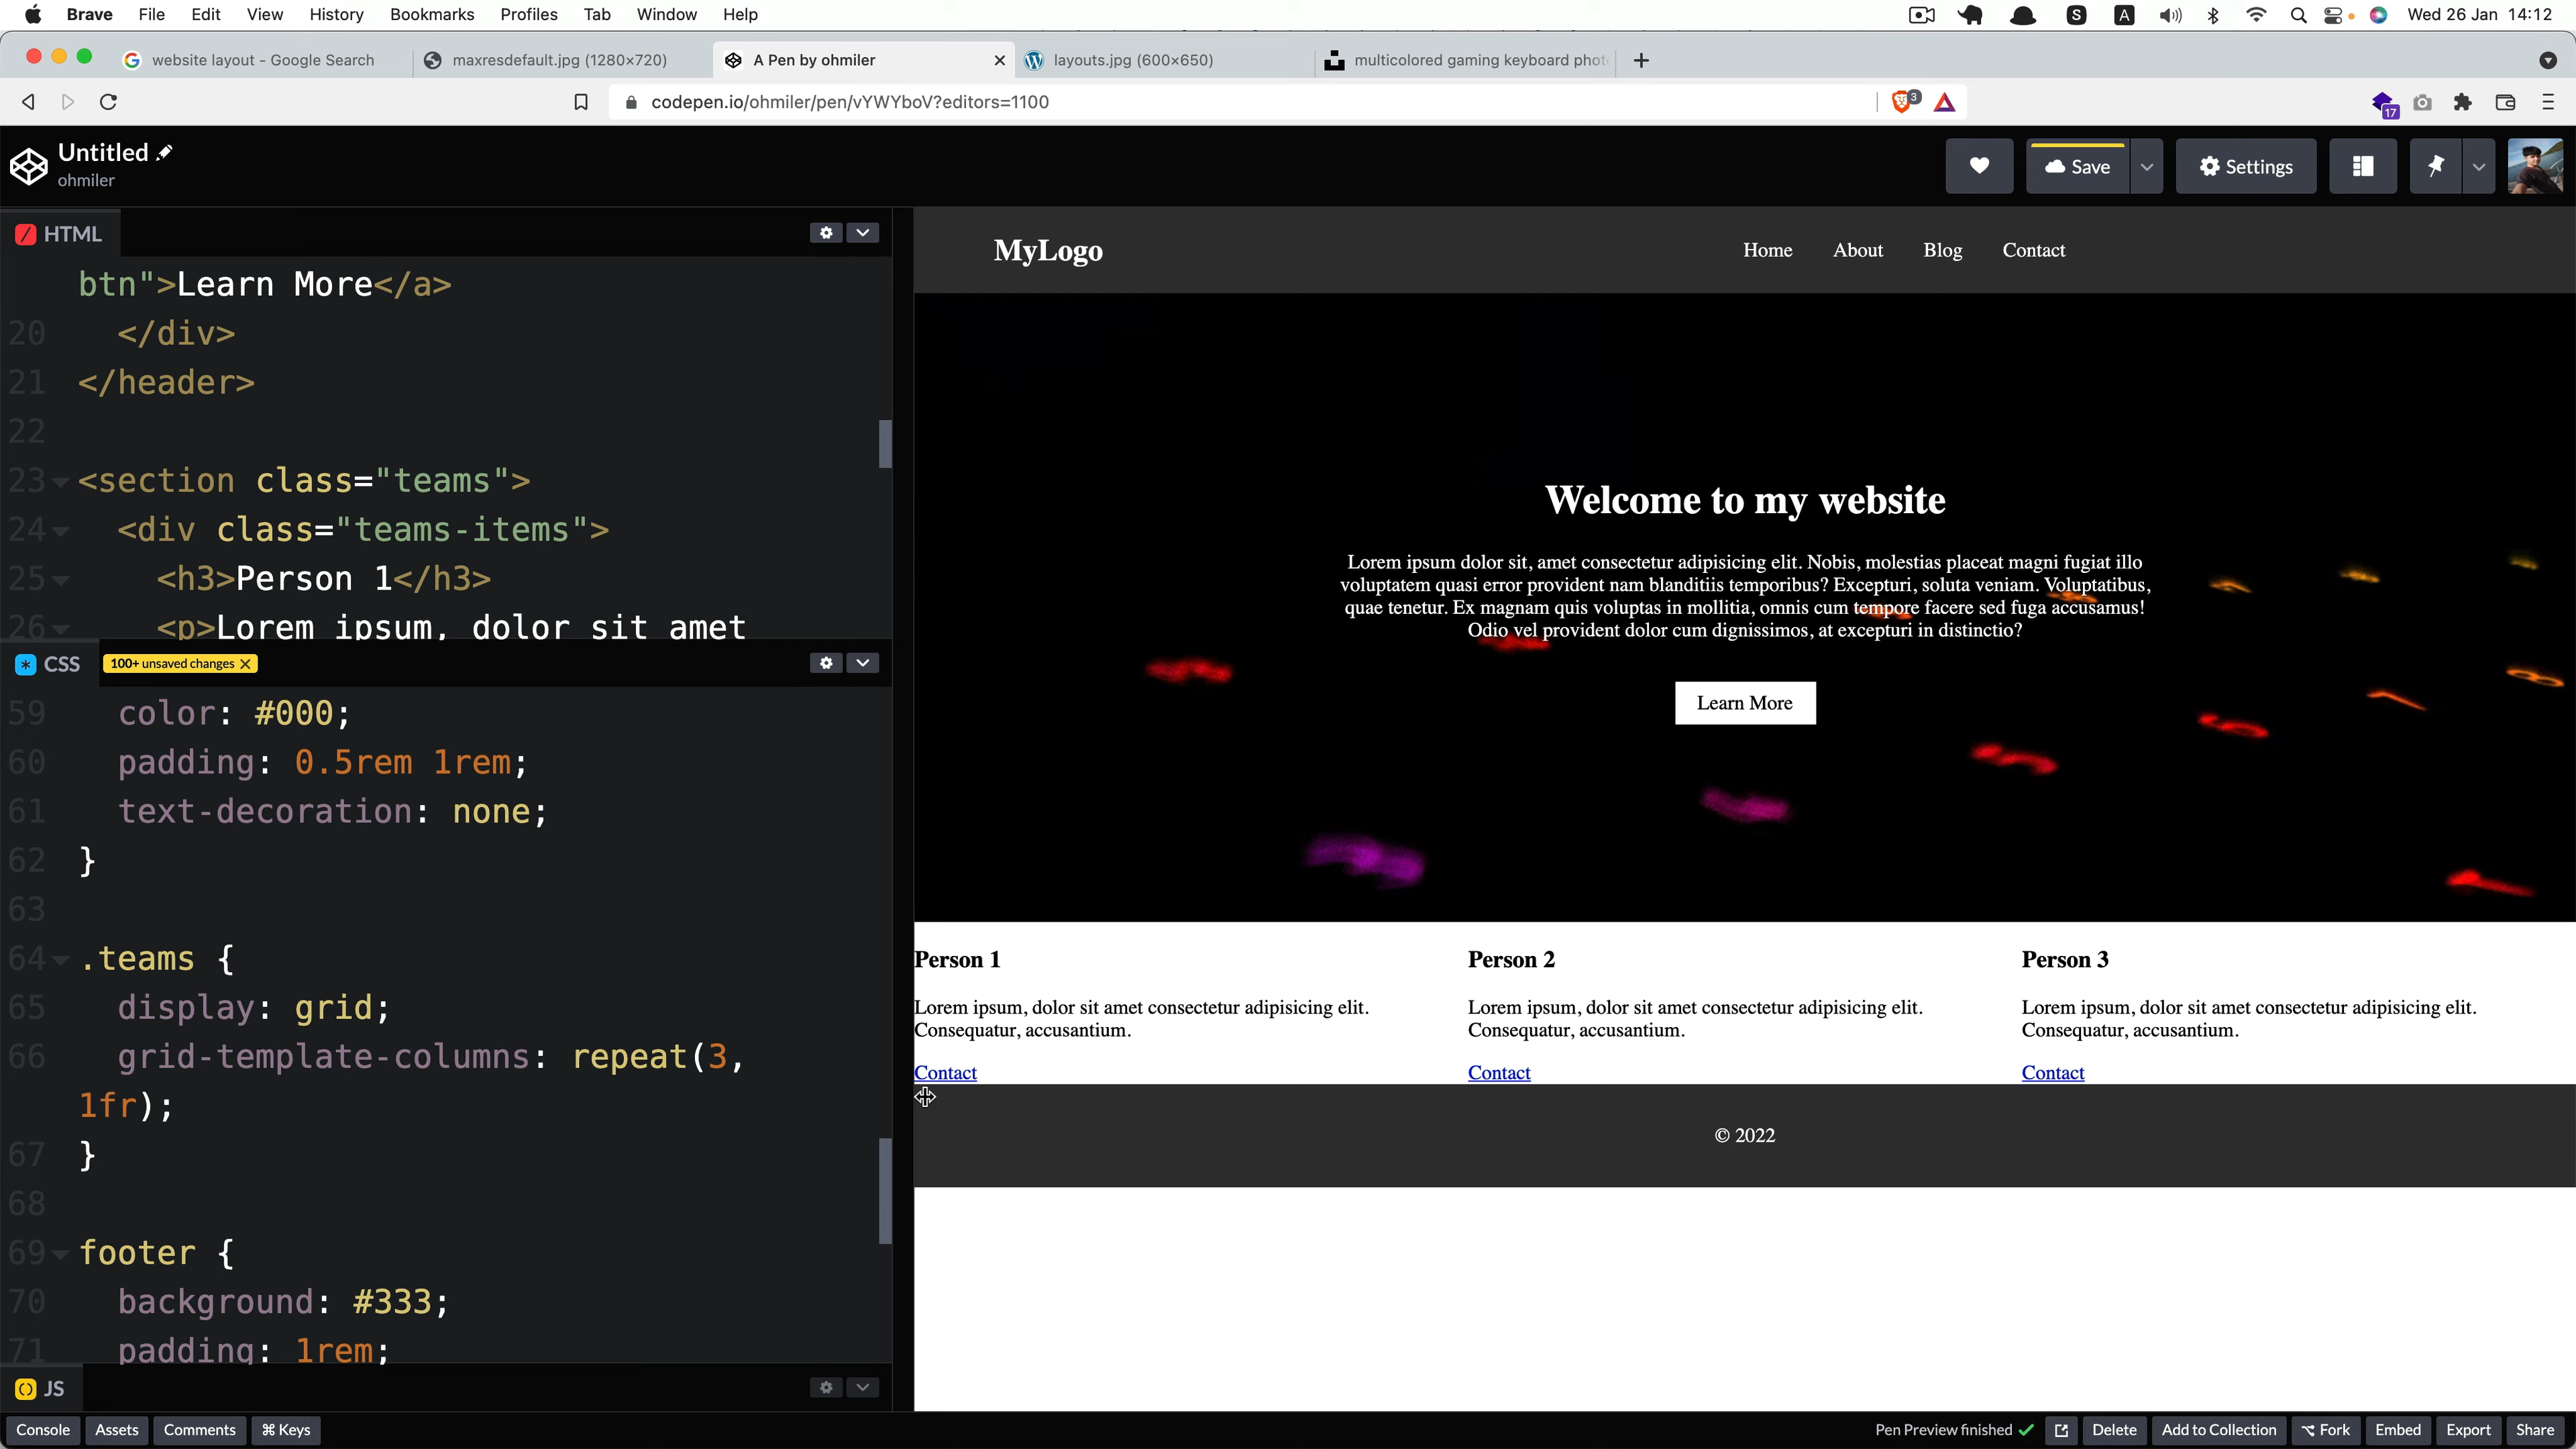 Brave File Edit View History Bookmarks Profiles Tab Window Help S A Wed 26 Jan 14:12
website layout - Google Search maxresdefault.jpg (1280×720) A Pen by ohmiler layouts.jpg (600×650) multicolored gaming keyboard phot
codepen.io/ohmiler/pen/vYWYboV?editors=1100 3 17
Untitled
ohmiler
Save Settings
HTML
btn">Learn More</a>
20 </div>
21 </header>
22
23 <section class="teams">
24 <div class="teams-items">
25 <h3>Person 1</h3>
26 <p>Lorem ipsum, dolor sit amet
CSS 100+ unsaved changes
59 color: #000;
60 padding: 0.5rem 1rem;
61 text-decoration: none;
62 }
63
64 .teams {
65 display: grid;
66 grid-template-columns: repeat(3,
1fr);
67 }
68
69 footer {
70 background: #333;
71 padding: 1rem;
JS
MyLogo Home About Blog Contact
Welcome to my website
Lorem ipsum dolor sit, amet consectetur adipisicing elit. Nobis, molestias placeat magni fugiat illo
voluptatem quasi error provident nam blanditiis temporibus? Excepturi, soluta veniam. Voluptatibus,
quae tenetur. Ex magnam quis voluptas in mollitia, omnis cum tempore facere sed fuga accusamus!
Odio vel provident dolor cum dignissimos, at excepturi in distinctio?
Learn More
Person 1 Person 2 Person 3
Lorem ipsum, dolor sit amet consectetur adipisicing elit. Lorem ipsum, dolor sit amet consectetur adipisicing elit. Lorem ipsum, dolor sit amet consectetur adipisicing elit.
Consequatur, accusantium. Consequatur, accusantium. Consequatur, accusantium.
Contact Contact Contact
© 2022
Console Assets Comments ⌘ Keys Pen Preview finished Delete Add to Collection Fork Embed Export Share